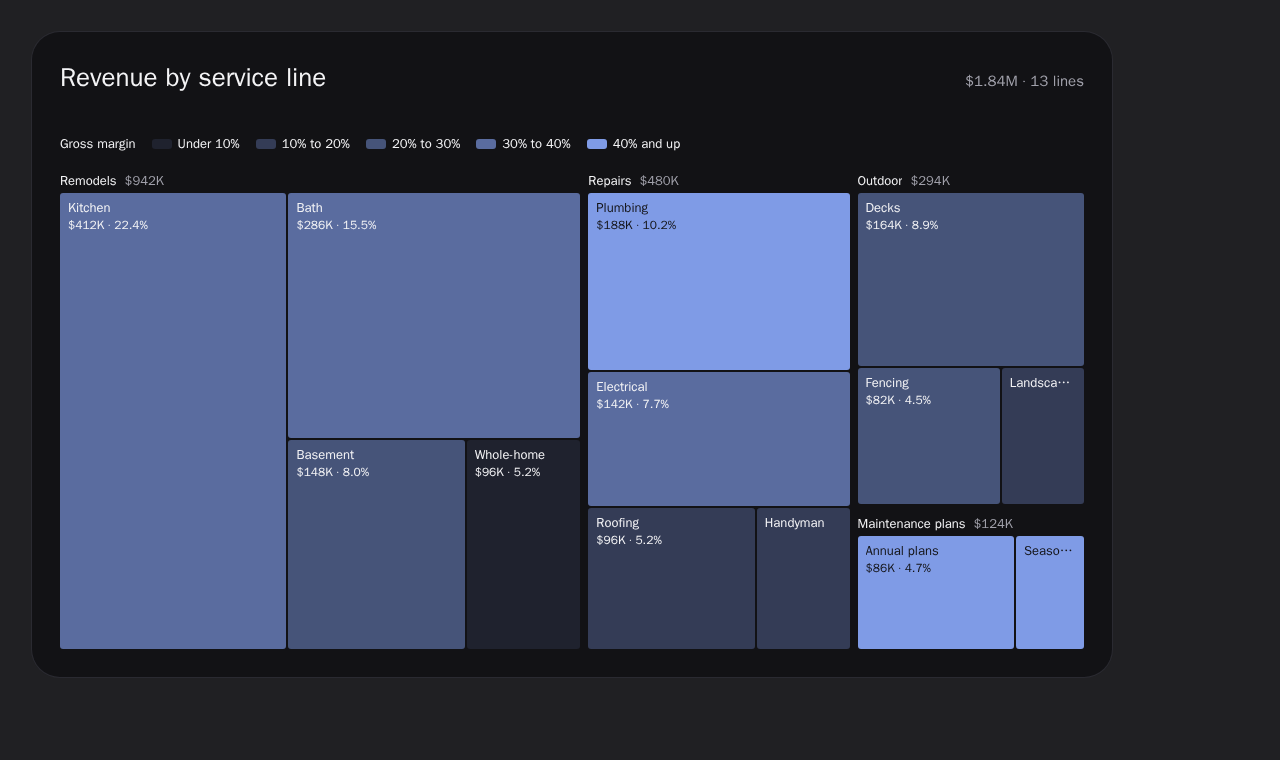 Revenue by service line
$1.84M · 13 lines
Gross margin
Under 10%
10% to 20%
20% to 30%
30% to 40%
40% and up
Remodels $942K
Kitchen
$412K · 22.4%
Bath
$286K · 15.5%
Basement
$148K · 8.0%
Whole-home
$96K · 5.2%
Repairs $480K
Plumbing
$188K · 10.2%
Electrical
$142K · 7.7%
Roofing
$96K · 5.2%
Handyman
Outdoor $294K
Decks
$164K · 8.9%
Fencing
$82K · 4.5%
Landsca···
Maintenance plans $124K
Annual plans
$86K · 4.7%
Seaso···